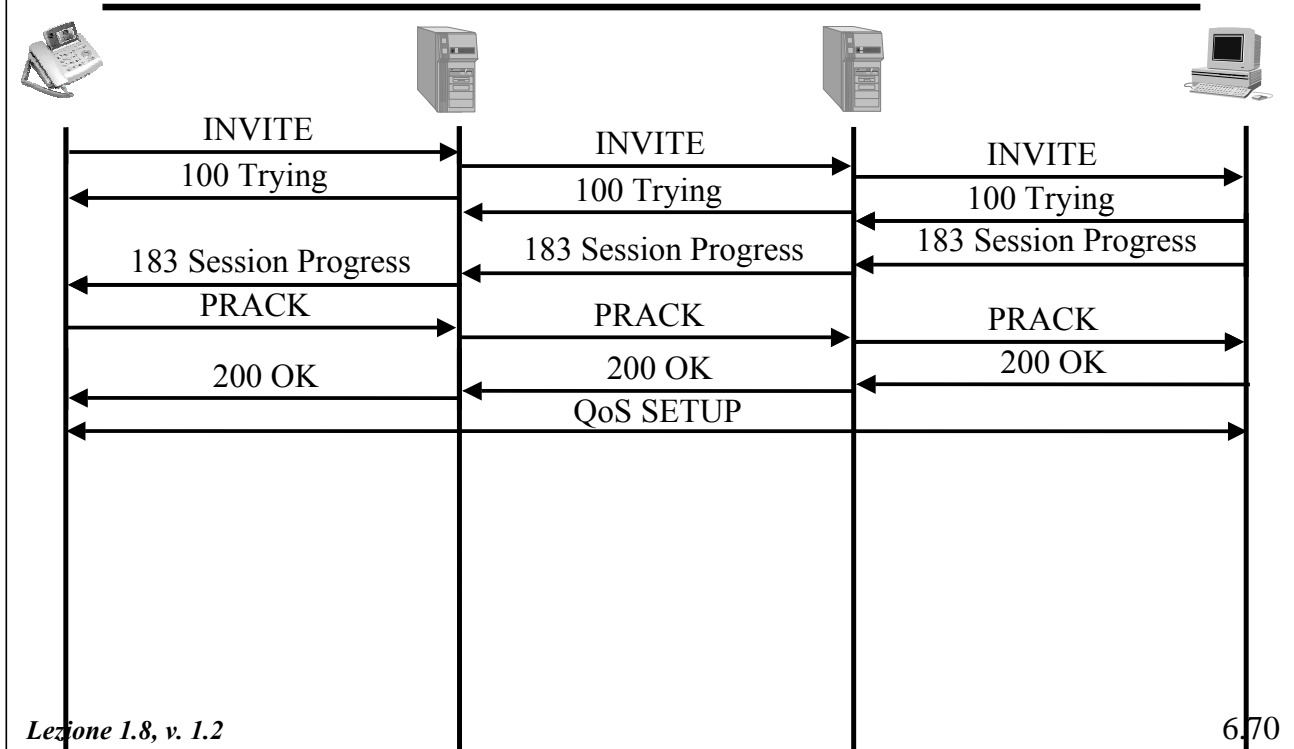 INVITE
INVITE
INVITE
100 Trying
100 Trying
100 Trying
183 Session Progress
183 Session Progress
183 Session Progress
PRACK
PRACK
PRACK
200 OK
200 OK
200 OK
QoS SETUP
Lezione 1.8, v. 1.2
6.70